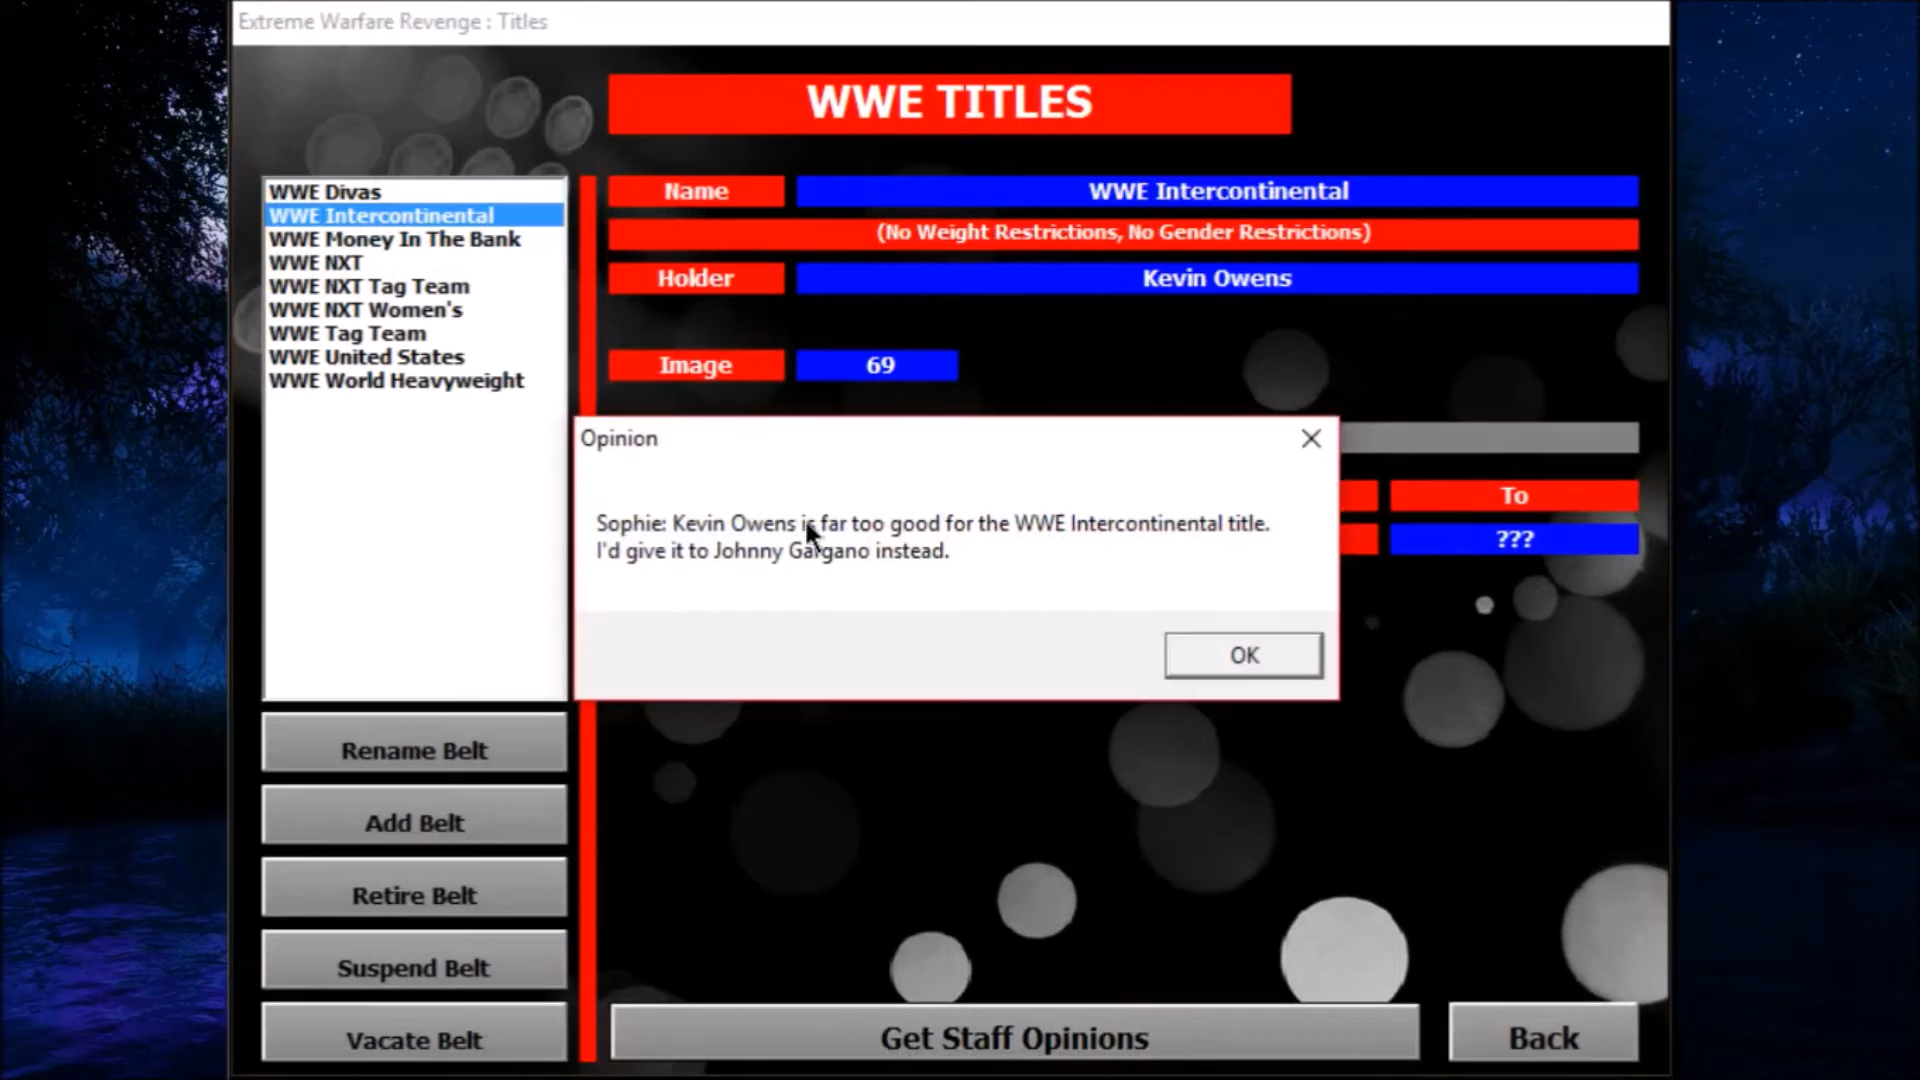 Extreme Warfare Revenge : Titles
WWE TITLES
WWE Divas
WWE Intercontinental
WWE Money In The Bank
WWE NXT
WWE NXT Tag Team
WWE NXT Women's
WWE Tag Team
WWE United States
WWE World Heavyweight
Name
WWE Intercontinental
(No Weight Restrictions, No Gender Restrictions)
Holder
Kevin Owens
Image
69
Opinion
Sophie: Kevin Owens is far too good for the WWE Intercontinental title.
I'd give it to Johnny Gargano instead.
OK
To
???
Rename Belt
Add Belt
Retire Belt
Suspend Belt
Vacate Belt
Get Staff Opinions
Back